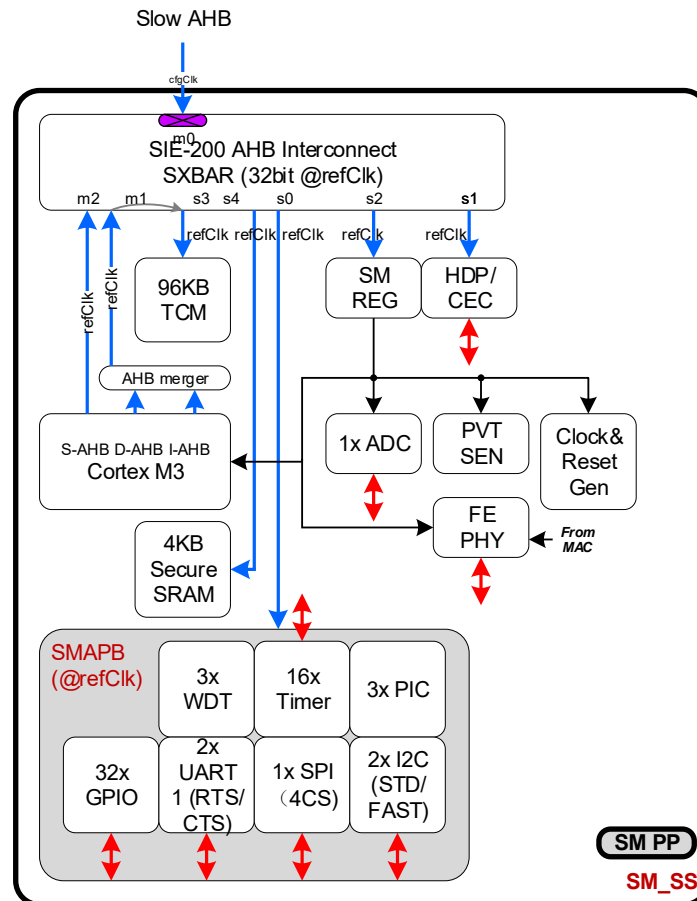 Slow AHB
cfgClk
m0
SIE-200 AHB Interconnect
SXBAR (32bit @refClk)
m2 m1 s3 s4 s0 s2 s1
refClk refClk refClk refClk refClk
refClk refClk
96KB
TCM
SM
REG
HDP/
CEC
AHB merger
S-AHB D-AHB I-AHB
Cortex M3
1x ADC
PVT
SEN
Clock&
Reset
Gen
FE
PHY
From
MAC
4KB
Secure
SRAM
SMAPB
(@refClk)
3x
WDT
16x
Timer
3x PIC
32x
GPIO
2x
UART
1 (RTS/
CTS)
1x SPI
（4CS)
2x I2C
(STD/
FAST)
SM PP
SM_SS